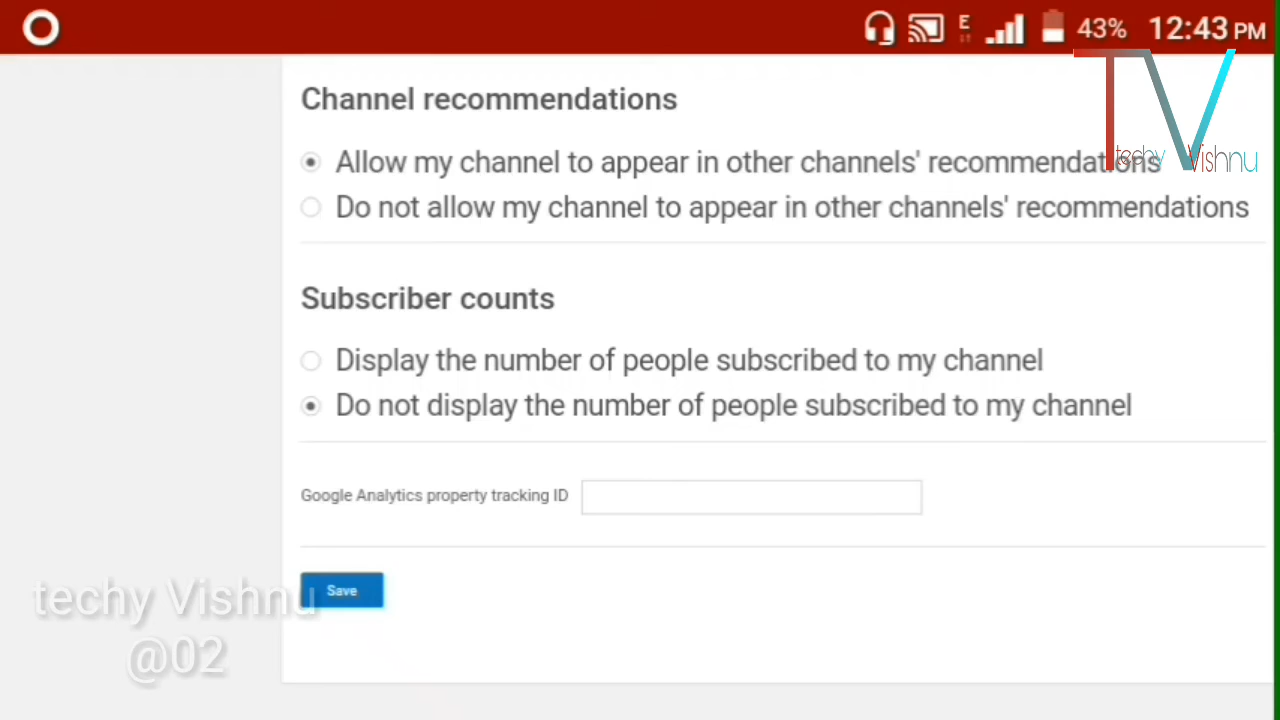 E
43%
12:43 PM
TV
techy Vishnu
Channel recommendations
Allow my channel to appear in other channels' recommendations
Do not allow my channel to appear in other channels' recommendations
Subscriber counts
Display the number of people subscribed to my channel
Do not display the number of people subscribed to my channel
Google Analytics property tracking ID
Save
techy Vishnu
@02